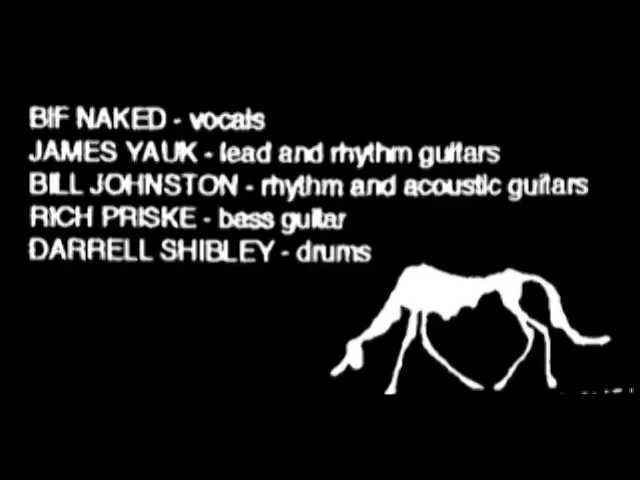 BIF NAKED - vocals
JAMES YAUK - lead and rhythm guitars
BILL JOHNSTON - rhythm and acoustic guitars
RICH PRISKE - bass guitar
DARRELL SHIBLEY - drums